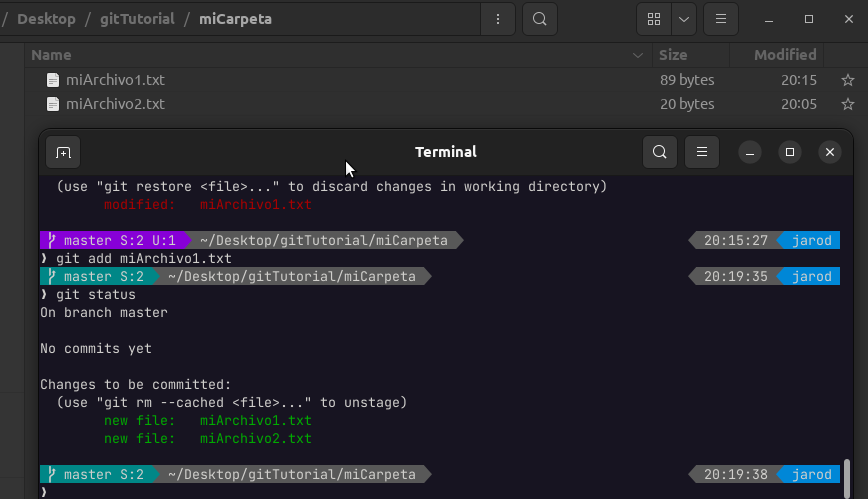 / Desktop / gitTutorial / miCarpeta
Name Size Modified
miArchivo1.txt 89 bytes 20:15
miArchivo2.txt 20 bytes 20:05
Terminal
(use "git restore <file>..." to discard changes in working directory)
modified: miArchivo1.txt
master S:2 U:1 ~/Desktop/gitTutorial/miCarpeta 20:15:27 jarod
❯ git add miArchivo1.txt
master S:2 ~/Desktop/gitTutorial/miCarpeta 20:19:35 jarod
❯ git status
On branch master
No commits yet
Changes to be committed:
(use "git rm --cached <file>..." to unstage)
new file: miArchivo1.txt
new file: miArchivo2.txt
master S:2 ~/Desktop/gitTutorial/miCarpeta 20:19:38 jarod
❯